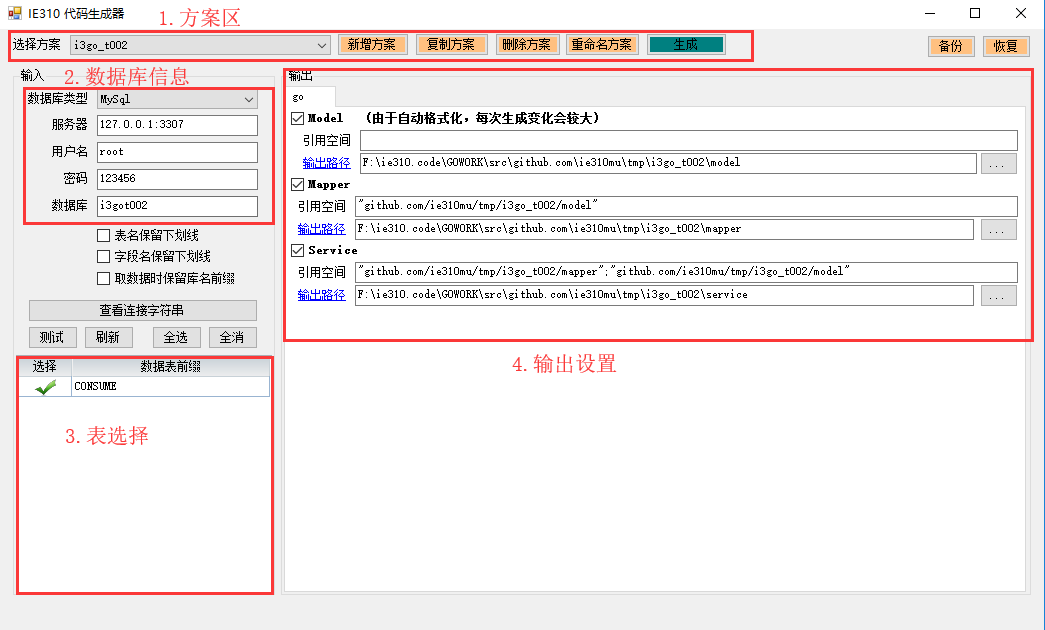 IE310 代码生成器
1.方案区
选择方案 i3go_t002 新增方案 复制方案 删除方案 重命名方案 生成 备份 恢复
输入 2.数据库信息
数据库类型 MySql
服务器 127.0.0.1:3307
用户名 root
密码 123456
数据库 i3got002
表名保留下划线
字段名保留下划线
取数据时保留库名前缀
查看连接字符串
测试 刷新 全选 全消
选择 数据表前缀
CONSUME
3.表选择
输出
go
Model (由于自动格式化，每次生成变化会较大)
引用空间
输出路径 F:\ie310.code\GOWORK\src\github.com\ie310mu\tmp\i3go_t002\model ...
Mapper
引用空间 "github.com/ie310mu/tmp/i3go_t002/model"
输出路径 F:\ie310.code\GOWORK\src\github.com\ie310mu\tmp\i3go_t002\mapper ...
Service
引用空间 "github.com/ie310mu/tmp/i3go_t002/mapper";"github.com/ie310mu/tmp/i3go_t002/model"
输出路径 F:\ie310.code\GOWORK\src\github.com\ie310mu\tmp\i3go_t002\service ...
4.输出设置